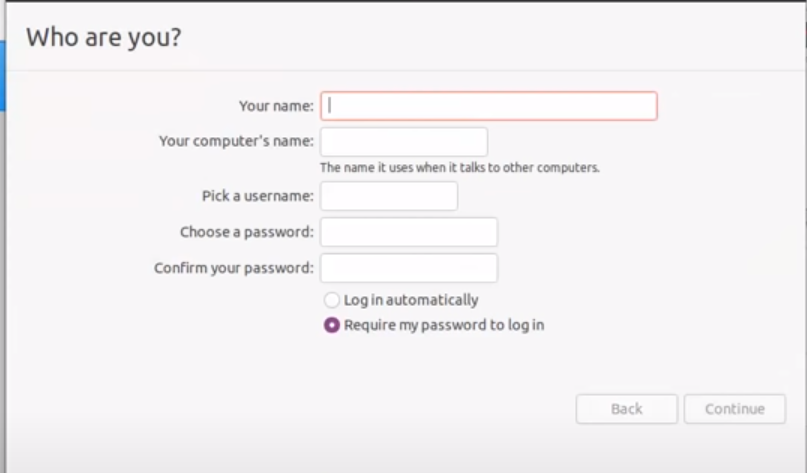 Who are you?
Your name:
Your computer's name:
The name it uses when it talks to other computers.
Pick a username:
Choose a password:
Confirm your password:
Log in automatically
Require my password to log in
Back Continue